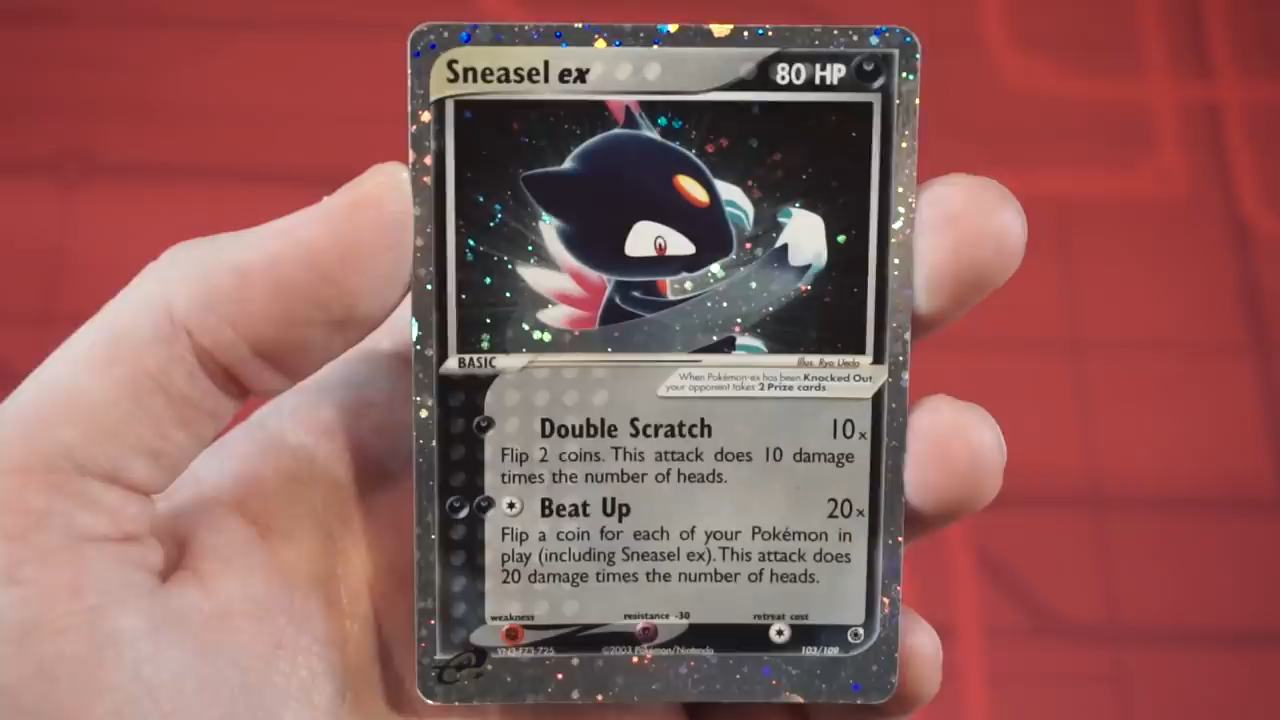 Sneasel ex 80 HP
BASIC Illus. Ryo Ueda
When Pokémon-ex has been Knocked Out,
your opponent takes 2 Prize cards.
Double Scratch 10x
Flip 2 coins. This attack does 10 damage
times the number of heads.
Beat Up 20x
Flip a coin for each of your Pokémon in
play (including Sneasel ex). This attack does
20 damage times the number of heads.
weakness resistance -30 retreat cost
©2003 Pokémon/Nintendo 103/109